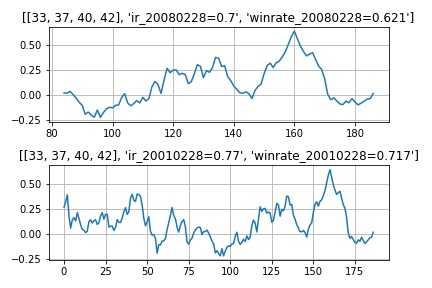 [[33, 37, 40, 42], 'ir_20080228=0.7', 'winrate_20080228=0.621']
0.50
0.25
0.00
−0.25
80 100 120 140 160 180
[[33, 37, 40, 42], 'ir_20010228=0.77', 'winrate_20010228=0.717']
0.50
0.25
0.00
−0.25
0 25 50 75 100 125 150 175